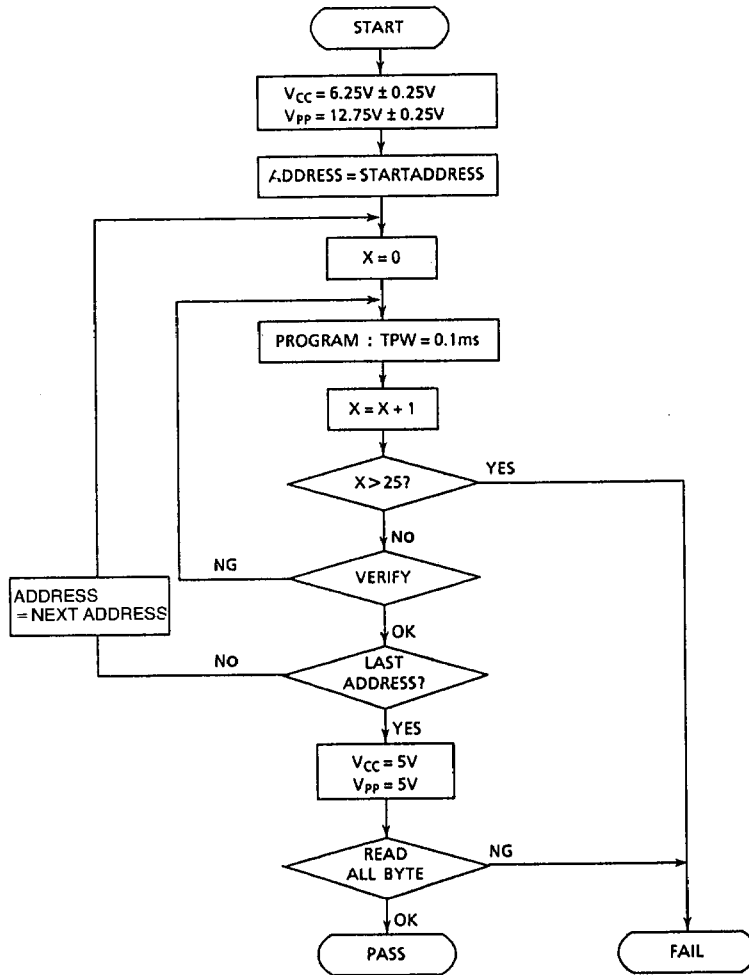 START
VCC = 6.25V ± 0.25V
VPP = 12.75V ± 0.25V
ADDRESS = STARTADDRESS
X = 0
PROGRAM : TPW = 0.1ms
X = X + 1
X > 25?
YES
NO
VERIFY
NG
OK
ADDRESS
= NEXT ADDRESS
LAST
ADDRESS?
NO
YES
VCC = 5V
VPP = 5V
READ
ALL BYTE
NG
OK
PASS
FAIL